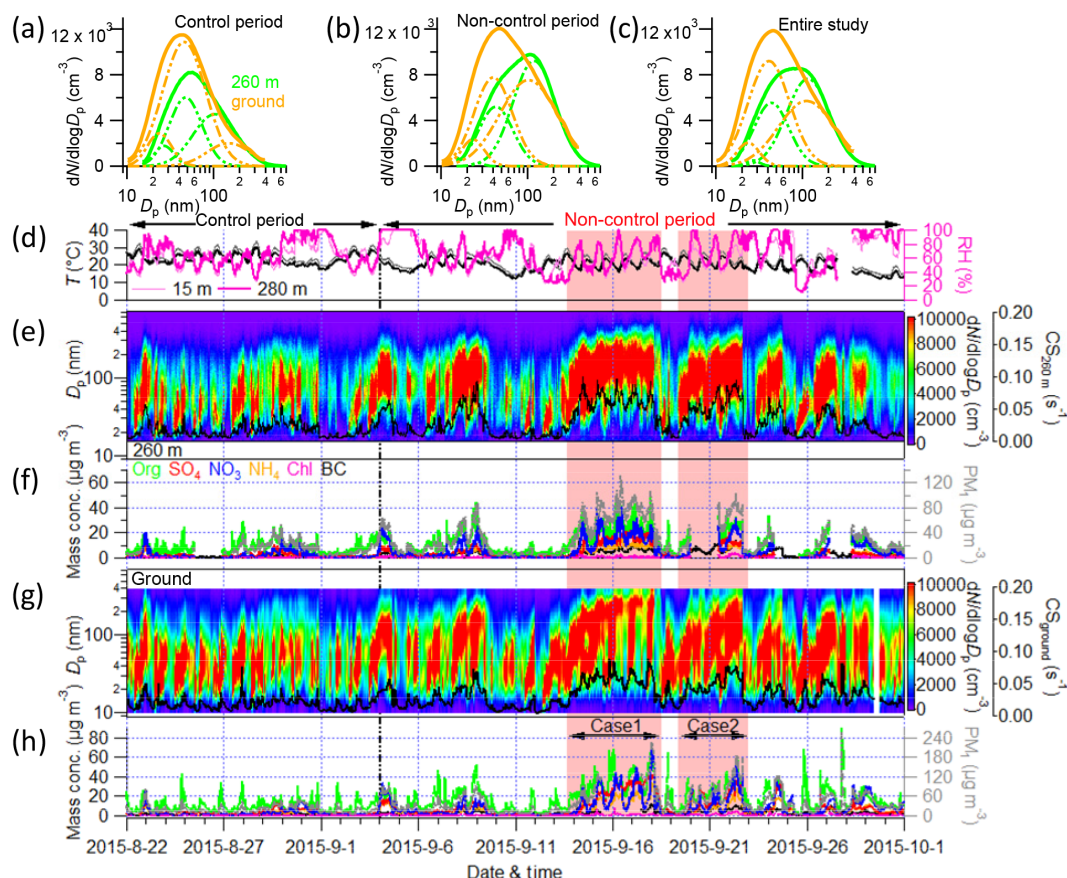 (a) Control period
12 x 10³
8
4
0
dN/dlogDp (cm⁻³)
260 m
ground
10 2 4 6 100 2 4 6
Dp (nm)
(b) Non-control period
12 x 10 3
8
4
0
dN/dlogDp (cm⁻³)
10 2 4 6 100 2 4 6
Dp (nm)
(c) Entire study
12x10³
8
4
0
dN/dlogDp (cm⁻³)
10 2 4 6 100 2 4 6
Dp (nm)
Control period Non-control period
(d)
40
30
20
10
0
T (°C)
15 m 280 m
100
80
60
40
20
0
RH (%)
(e)
4
2
100
4
2
Dp (nm)
10000
8000
6000
4000
2000
0
dN/dlogDp (cm⁻³)
0.20
0.15
0.10
0.05
0.00
CS260 m (s⁻¹)
260 m
10
(f)
Org SO₄ NO₃ NH₄ Chl BC
60
40
20
0
Mass conc. (µg m⁻³)
120
80
40
0
PM₁ (µg m⁻³)
(g)
Ground
4
2
100
4
2
10
Dp (nm)
10000
8000
6000
4000
2000
0
dN/dlogDp (cm⁻³)
0.20
0.15
0.10
0.05
0.00
CSground (s⁻¹)
(h)
Case1 Case2
80
60
40
20
0
Mass conc. (µg m⁻³)
240
180
120
60
0
PM₁ (µg m⁻³)
2015-8-22 2015-8-27 2015-9-1 2015-9-6 2015-9-11 2015-9-16 2015-9-21 2015-9-26 2015-10-1
Date & time